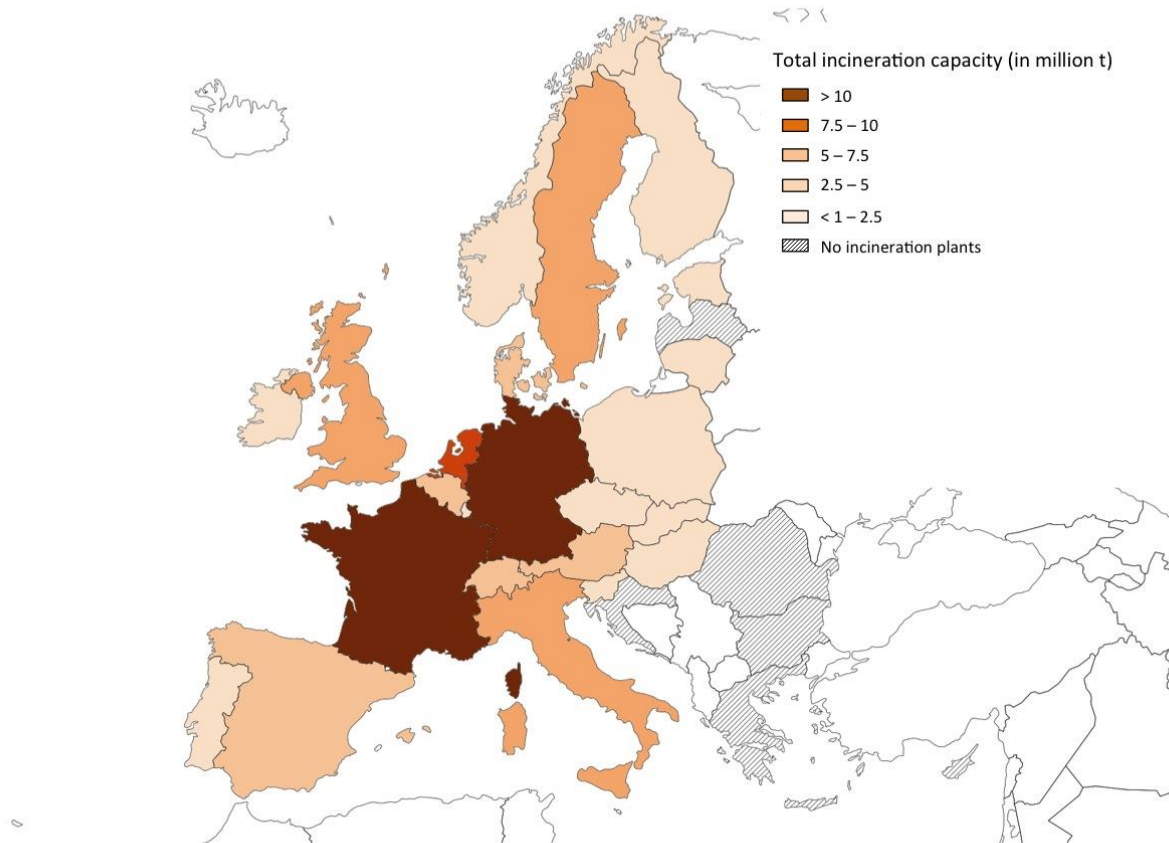 Total incineration capacity (in million t)
> 10
7.5 – 10
5 – 7.5
2.5 – 5
< 1 – 2.5
No incineration plants